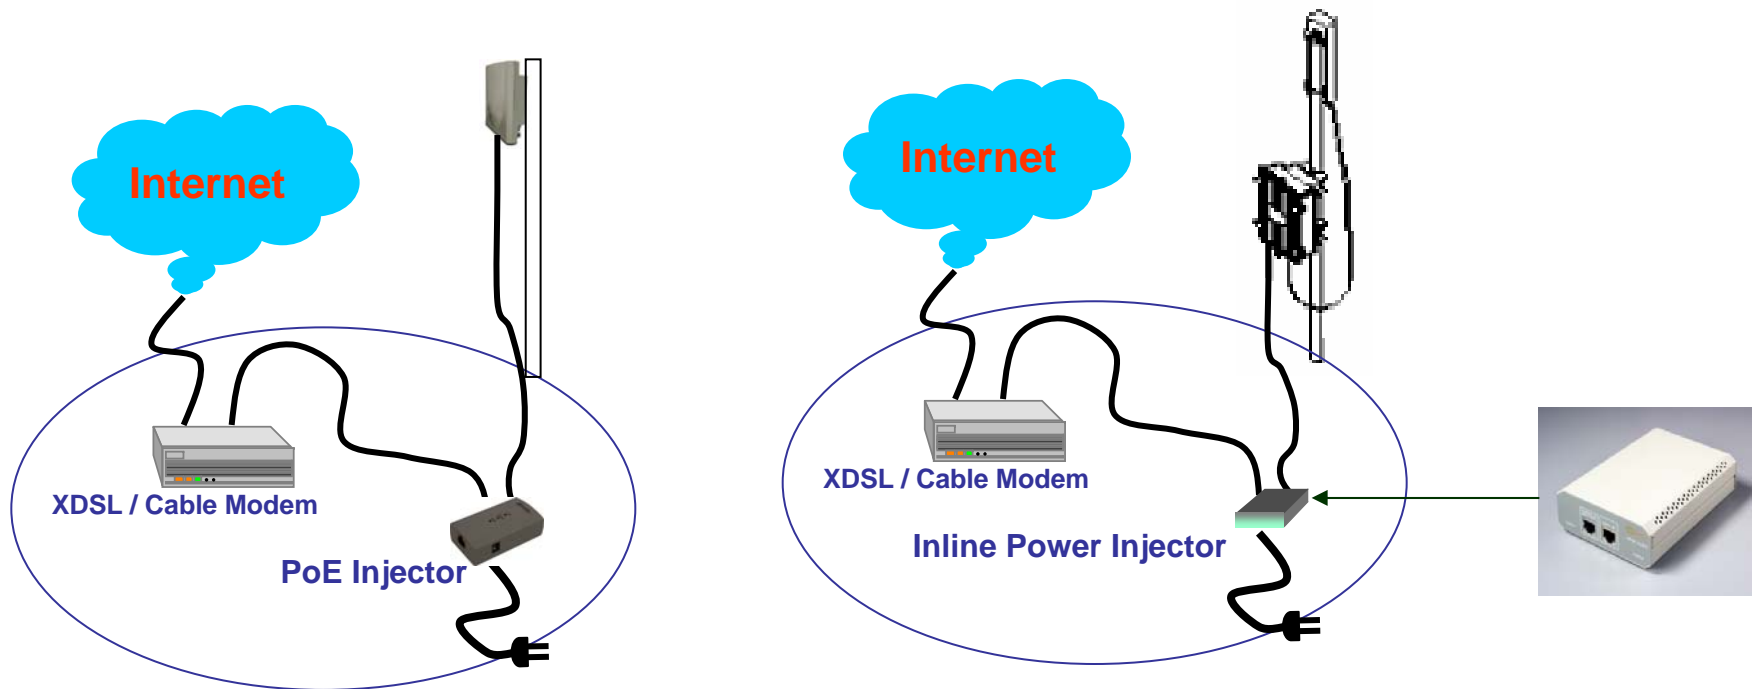 Internet
XDSL / Cable Modem
PoE Injector
Internet
XDSL / Cable Modem
Inline Power Injector